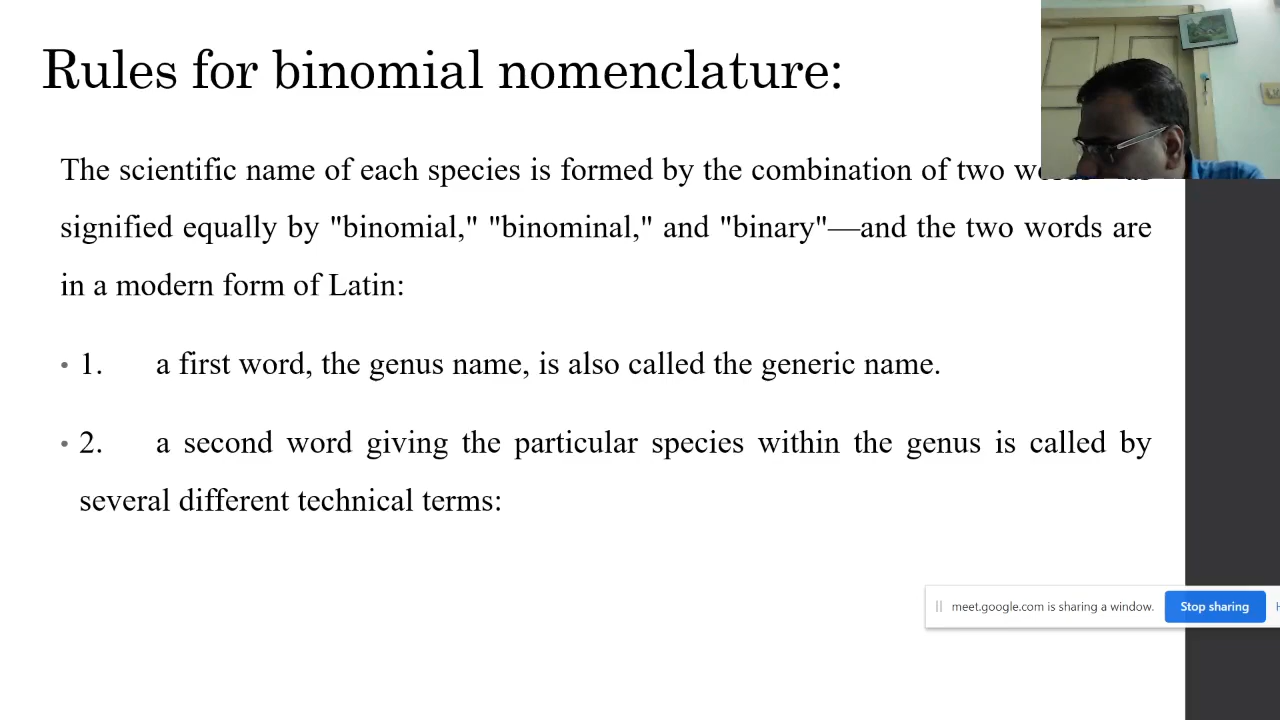 Rules for binomial nomenclature:
The scientific name of each species is formed by the combination of two
signified equally by "binomial," "binominal," and "binary"—and the two words are
in a modern form of Latin:
• 1. a first word, the genus name, is also called the generic name.
• 2. a second word giving the particular species within the genus is called by
several different technical terms:
meet.google.com is sharing a window. Stop sharing